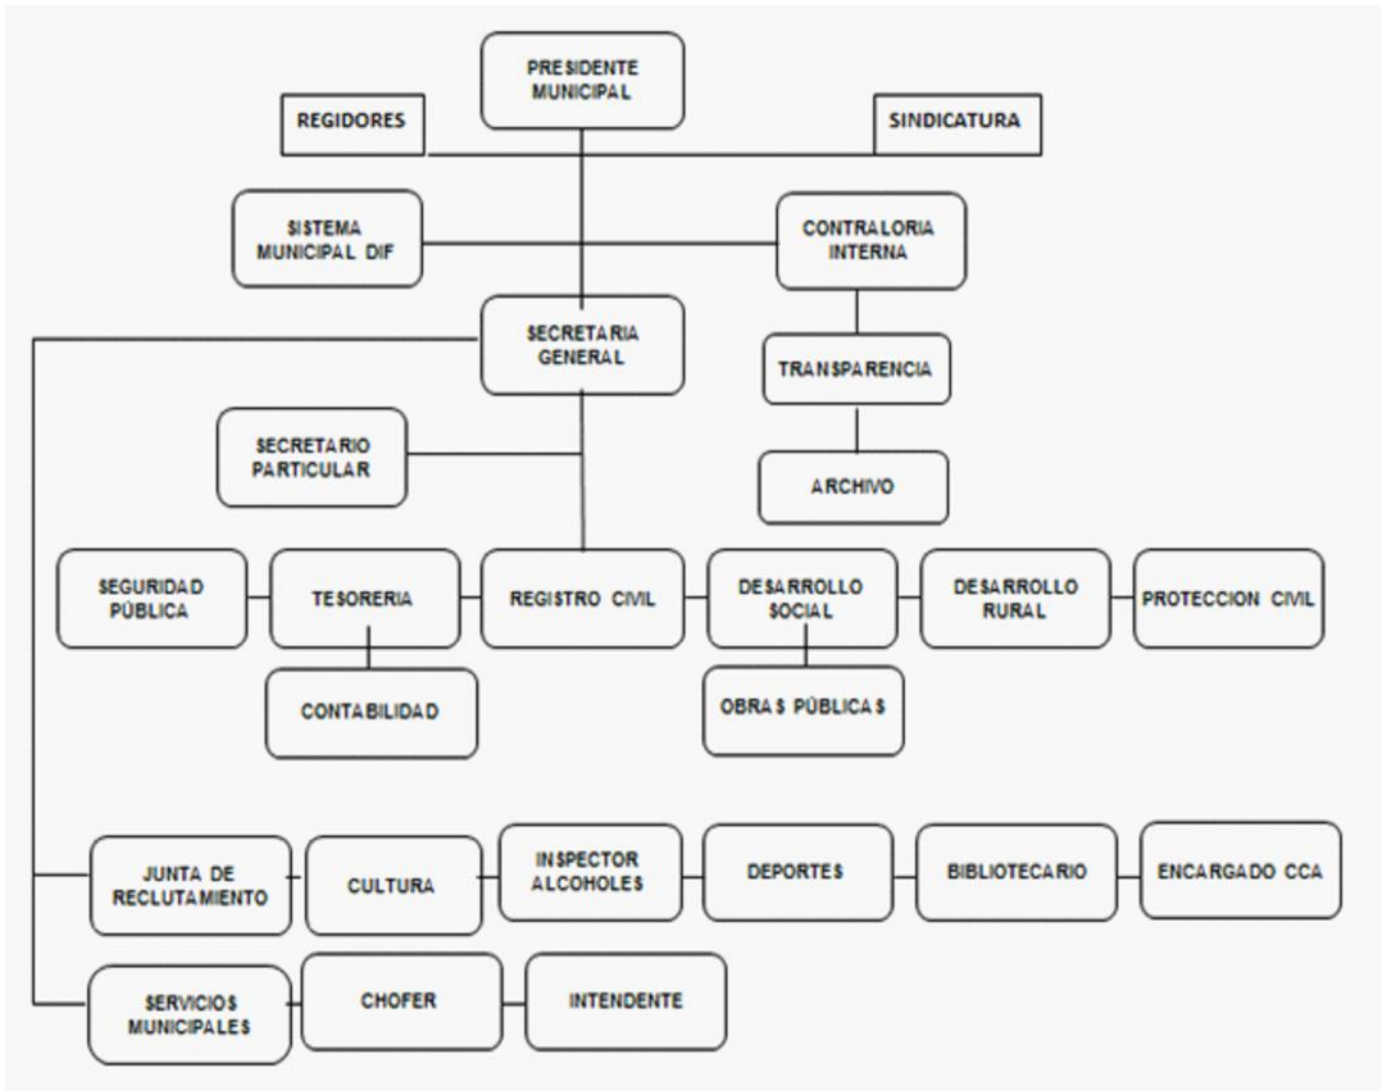 PRESIDENTE
MUNICIPAL
REGIDORES
SINDICATURA
SISTEMA
MUNICIPAL DIF
CONTRALORIA
INTERNA
SECRETARIA
GENERAL
TRANSPARENCIA
SECRETARIO
PARTICULAR
ARCHIVO
SEGURIDAD
PÚBLICA
TESORERIA
REGISTRO CIVIL
DESARROLLO
SOCIAL
DESARROLLO
RURAL
PROTECCION CIVIL
CONTABILIDAD
OBRAS PÚBLICAS
JUNTA DE
RECLUTAMIENTO
CULTURA
INSPECTOR
ALCOHOLES
DEPORTES
BIBLIOTECARIO
ENCARGADO CCA
SERVICIOS
MUNICIPALES
CHOFER
INTENDENTE